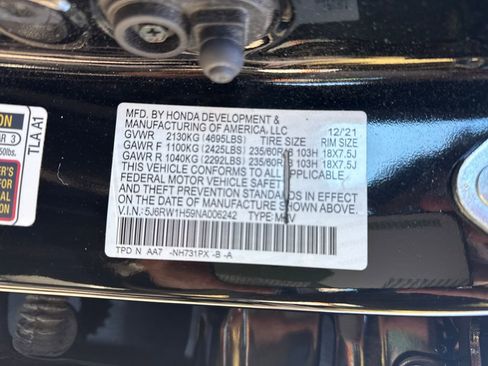 MFD. BY HONDA DEVELOPMENT &
MANUFACTURING OF AMERICA, LLC 12/'21
GVWR 2130KG (4695LBS) TIRE SIZE RIM SIZE
GAWR F 1100KG (2425LBS) 235/60R18 103H 18X7.5J
GAWR R 1040KG (2292LBS) 235/60R18 103H 18X7.5J
THIS VEHICLE CONFORMS TO ALL APPLICABLE
FEDERAL MOTOR VEHICLE SAFETY
AND THEFT PREVENTION STANDARDS IN EFFECT
ON THE DATE OF MANUFACTURE SHOWN ABOVE.
V.I.N.: 5J6RW1H59NA006242 TYPE: MPV
TPD N AA7 -NH731PX -B -A
TLA A1